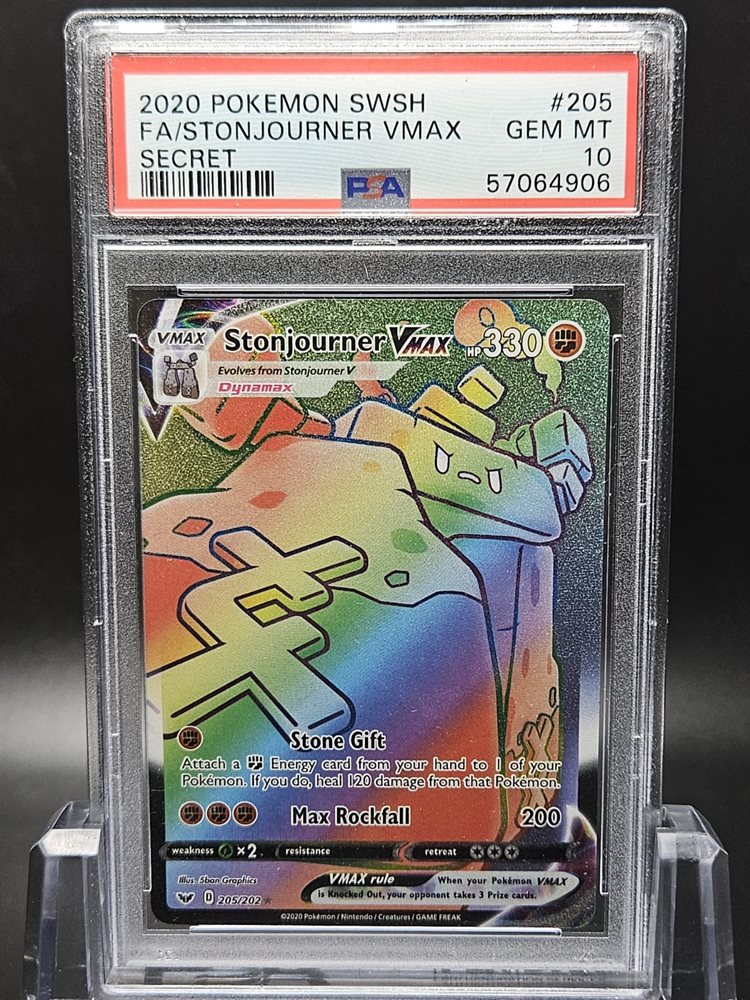 2020 POKEMON SWSH #205
FA/STONJOURNER VMAX GEM MT
SECRET 10
PSA 57064906
VMAX Stonjourner VMAX HP 330
Evolves from Stonjourner V
Dynamax
Stone Gift
Attach a Energy card from your hand to 1 of your
Pokémon. If you do, heal 120 damage from that Pokémon.
Max Rockfall 200
weakness ×2 resistance retreat
Illus. 5ban Graphics VMAX rule When your Pokémon VMAX
is Knocked Out, your opponent takes 3 Prize cards.
D 205/202 ★
©2020 Pokémon / Nintendo / Creatures / GAME FREAK